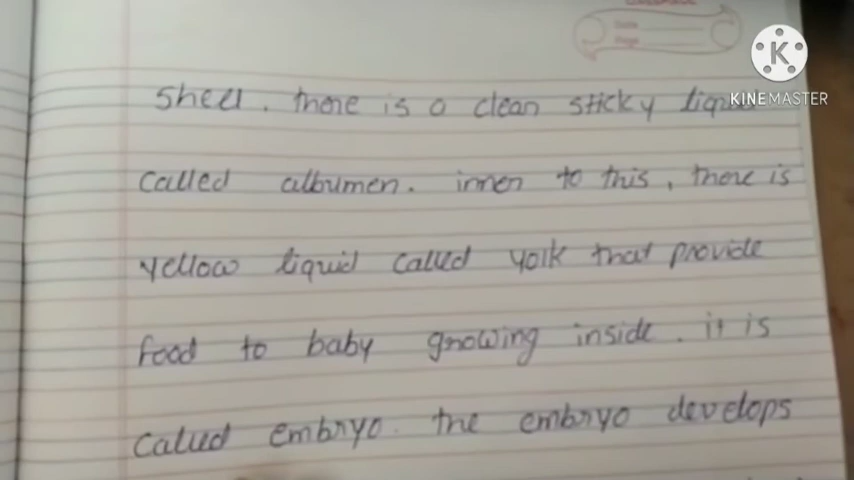 KINEMASTER
shell. there is a clean sticky liquid
called albumen. inner to this, there is
yellow liquid called yolk that provide
food to baby growing inside. it is
called embryo. the embryo develops